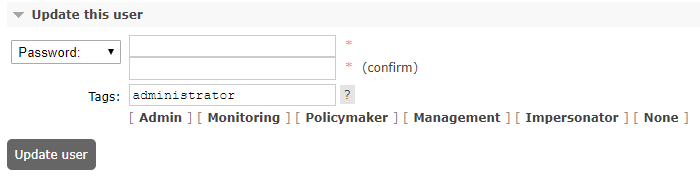 Update this user
Password: *
* (confirm)
Tags: administrator ?
[ Admin ] [ Monitoring ] [ Policymaker ] [ Management ] [ Impersonator ] [ None ]
Update user